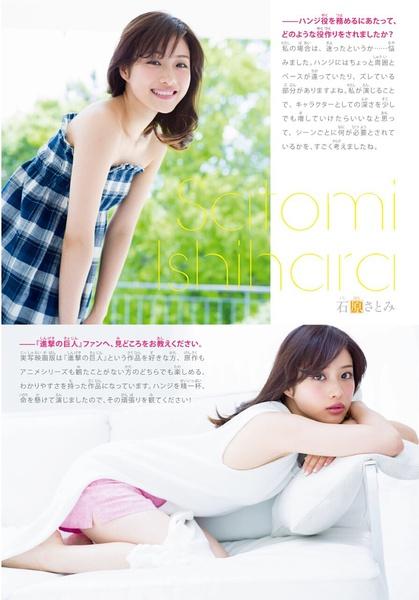 ――ハンジ役を務めるにあたって、
どのような役作りをされましたか?
私の場合は、迷ったというか……悩
みました。ハンジにはちょっと周囲と
ペースが違っていたり、ズレている
部分がありますよね。私が演じること
で、キャラクターとしての深さを少し
でも増していけたらいいなと思っ
て、シーンごとに何が必要とされて
いるかを、すごく考えましたね。
Satomi
Ishihara
石原さとみ
――「進撃の巨人」ファンへ、見どころをお教えください。
実写映画版は「進撃の巨人」という作品を好きな方、原作も
アニメシリーズも観たことがない方のどちらでも楽しめる、
わかりやすさを持った作品になっています。ハンジを精一杯、
命を懸けて演じましたので、その頑張りを観てください!